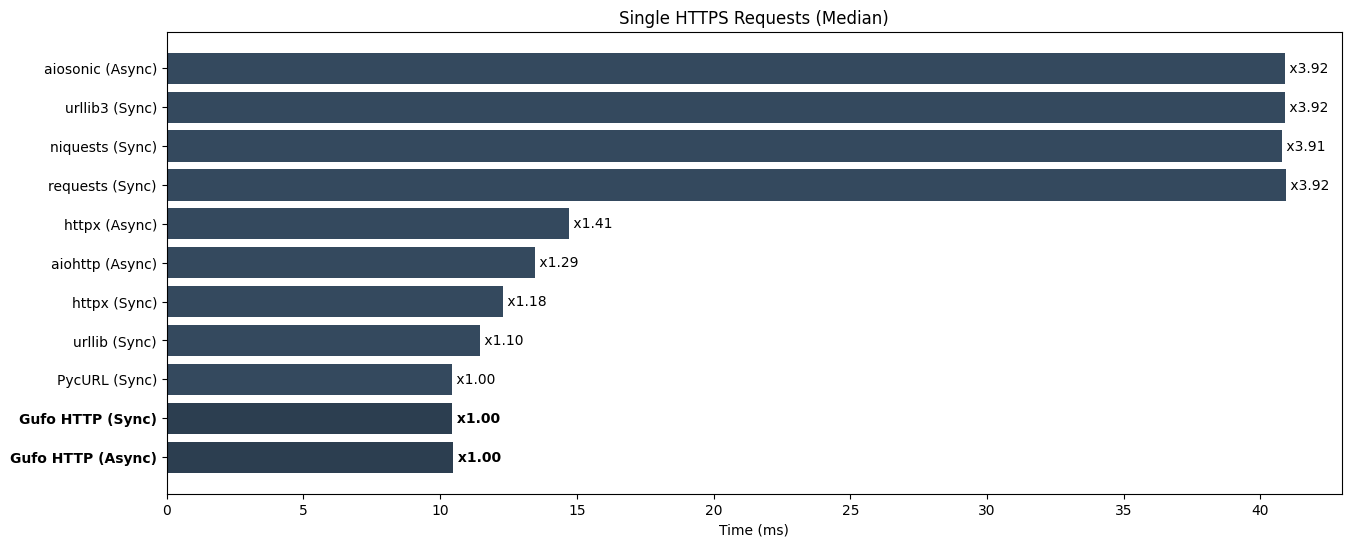 Single HTTPS Requests (Median)
aiosonic (Async) x3.92
urllib3 (Sync) x3.92
niquests (Sync) x3.91
requests (Sync) x3.92
httpx (Async) x1.41
aiohttp (Async) x1.29
httpx (Sync) x1.18
urllib (Sync) x1.10
PycURL (Sync) x1.00
Gufo HTTP (Sync) x1.00
Gufo HTTP (Async) x1.00
0 5 10 15 20 25 30 35 40
Time (ms)